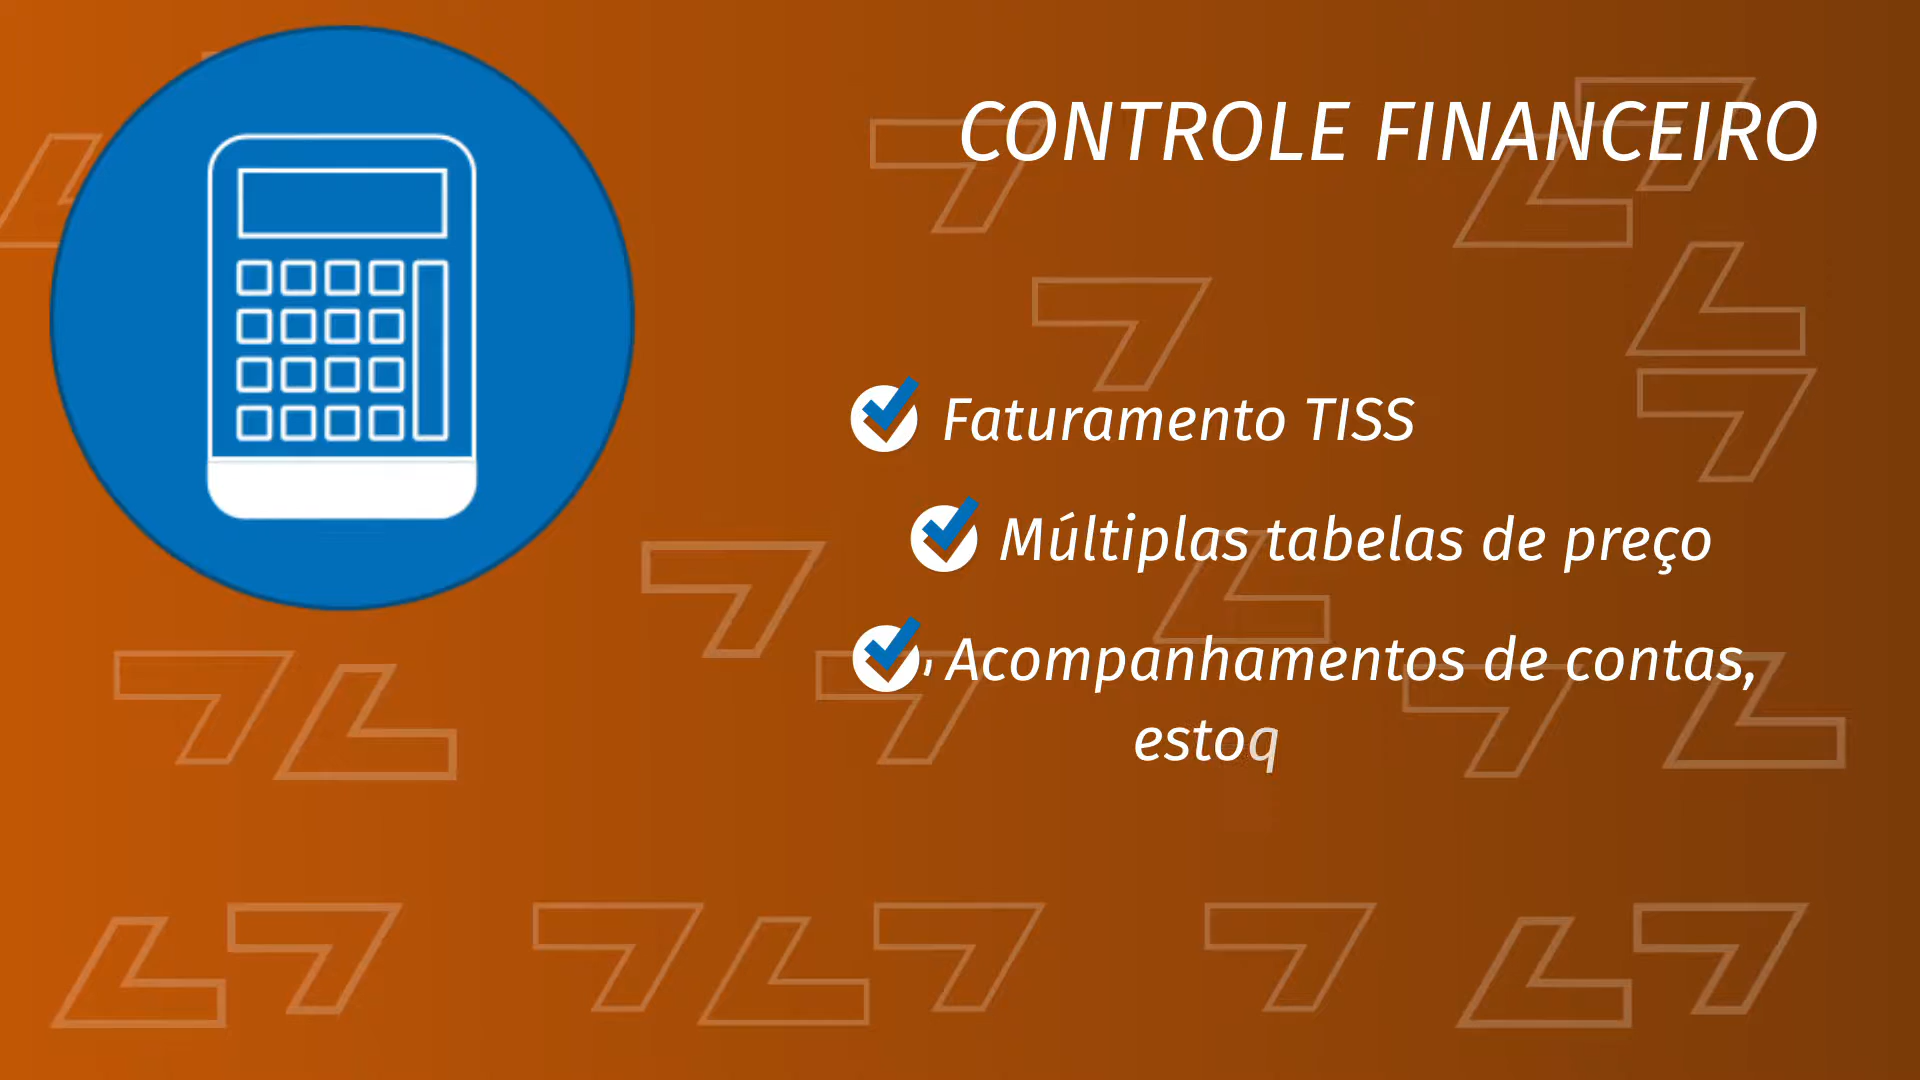 CONTROLE FINANCEIRO
Faturamento TISS
Múltiplas tabelas de preço
Acompanhamentos de contas,
estoq